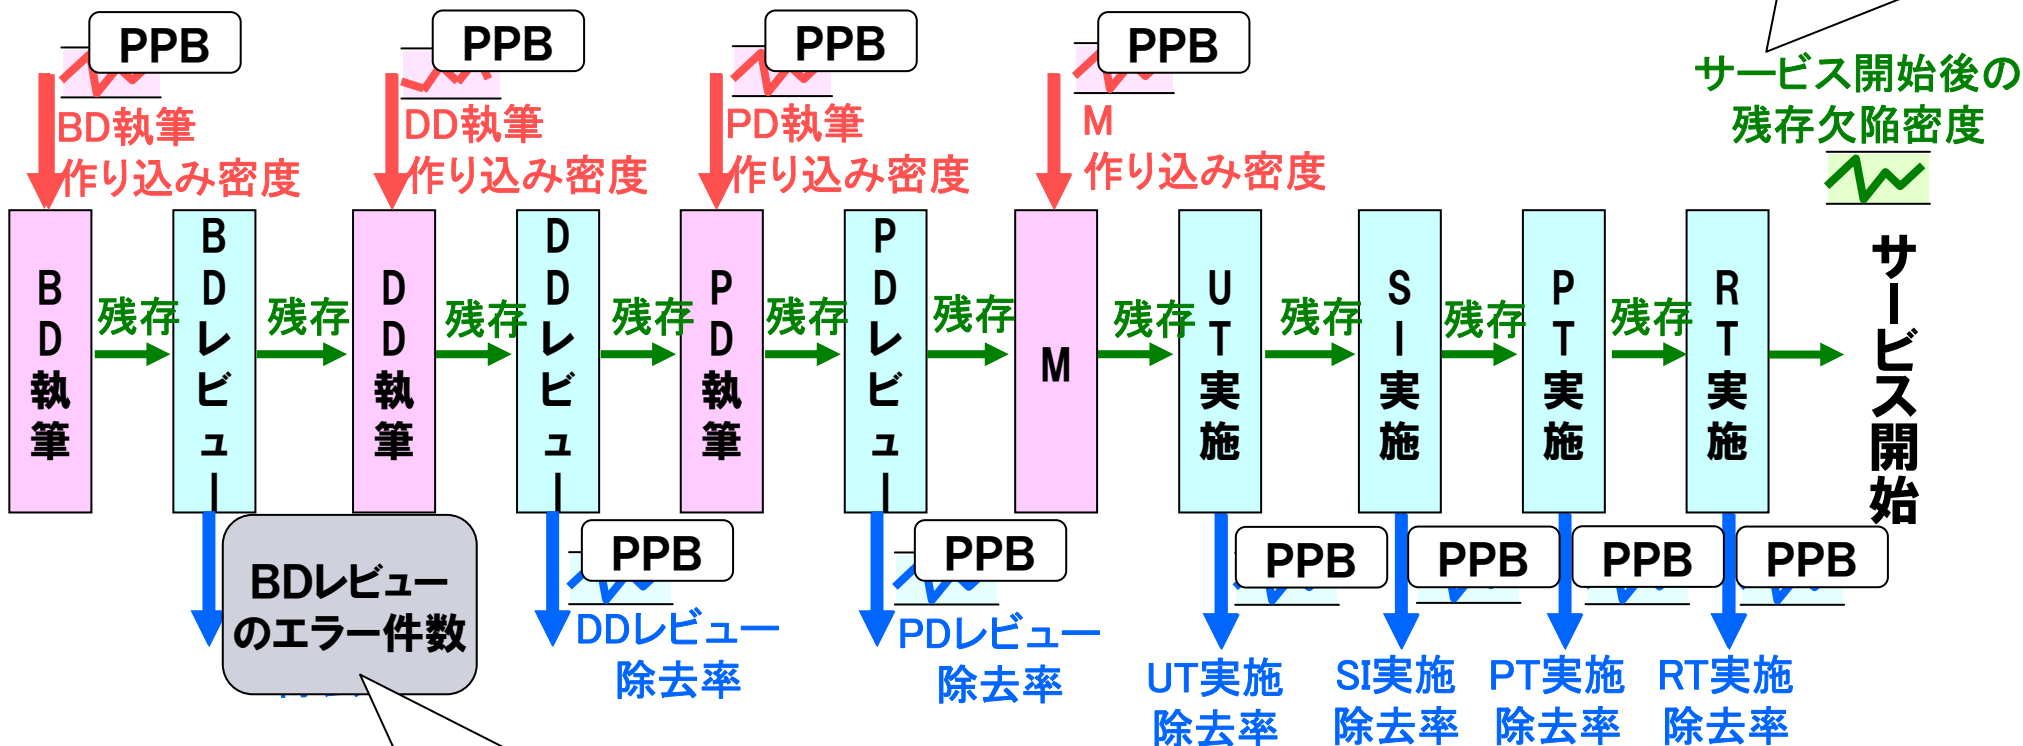 PPB
PPB
PPB
PPB
サービス開始後の
残存欠陥密度
BD執筆
作り込み密度
DD執筆
作り込み密度
PD執筆
作り込み密度
M
作り込み密度
BD執筆
残存
BDレビュー
残存
DD執筆
残存
DDレビュー
残存
PD執筆
残存
PDレビュー
残存
M
残存
UT実施
残存
SI実施
残存
PT実施
残存
RT実施
サービス開始
BDレビュー
のエラー件数
PPB
DDレビュー
除去率
PPB
PDレビュー
除去率
PPB
UT実施
除去率
PPB
SI実施
除去率
PPB
PT実施
除去率
PPB
RT実施
除去率